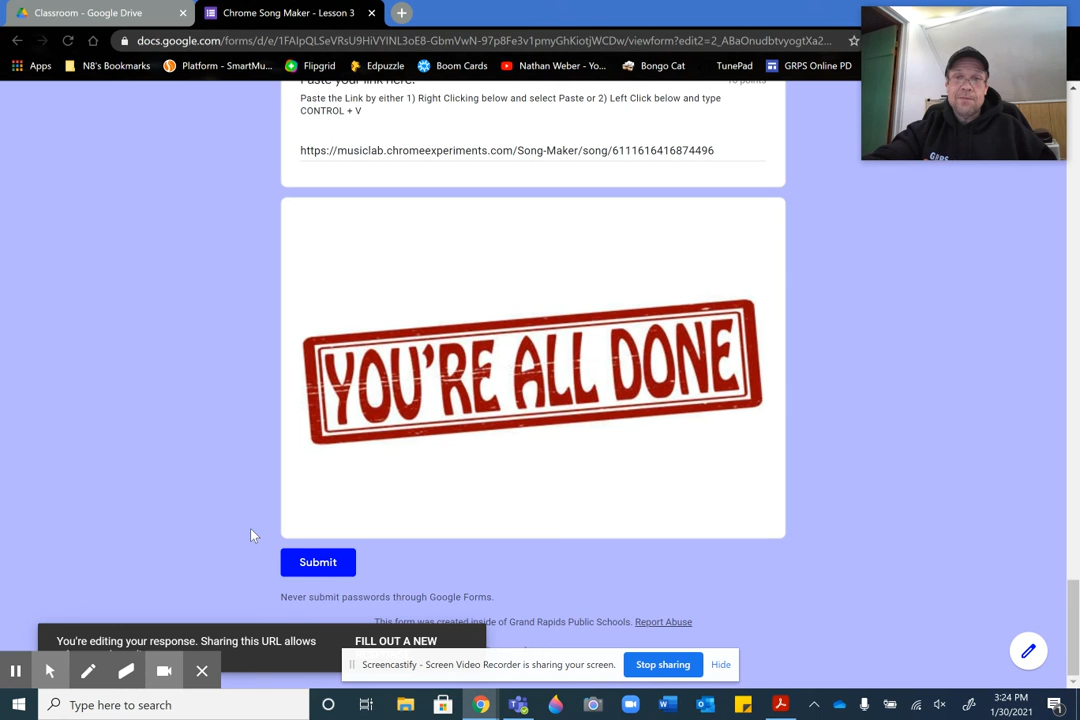 Classroom - Google Drive
Chrome Song Maker - Lesson 3
docs.google.com/forms/d/e/1FAIpQLSeVRsU9HiVYINL3oE8-GbmVwN-97p8Fe3v1pmyGhKiotjWCDw/viewform?edit2=2_ABaOnudbtvyogtXa2...
Apps
N8's Bookmarks
Platform - SmartMu...
Flipgrid
Edpuzzle
Boom Cards
Nathan Weber - Yo...
Bongo Cat
TunePad
GRPS Online PD
Paste your link here:
Paste the Link by either 1) Right Clicking below and select Paste or 2) Left Click below and type
CONTROL + V
https://musiclab.chromeexperiments.com/Song-Maker/song/6111616416874496
GRPS
YOU'RE ALL DONE
Submit
Never submit passwords through Google Forms.
This form was created inside of Grand Rapids Public Schools. Report Abuse
You're editing your response. Sharing this URL allows
FILL OUT A NEW
Screencastify - Screen Video Recorder is sharing your screen.
Stop sharing
Hide
Type here to search
3:24 PM
1/30/2021